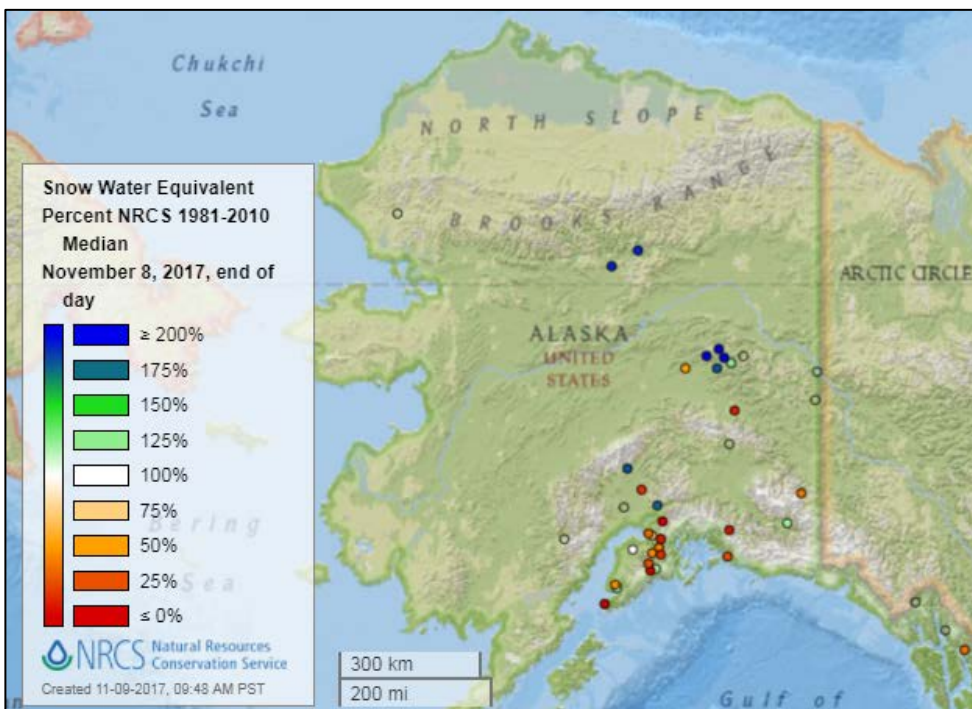 Chukchi
Sea
NORTH SLOPE
BROOKS RANGE
Snow Water Equivalent
Percent NRCS 1981-2010
Median
November 8, 2017, end of
day
≥ 200%
175%
150%
125%
100%
75%
50%
25%
≤ 0%
NRCS Natural Resources
Conservation Service
Created 11-09-2017, 09:48 AM PST
ARCTIC CIRCLE
ALASKA
UNITED
STATES
Bering
Sea
300 km
200 mi
Gulf of